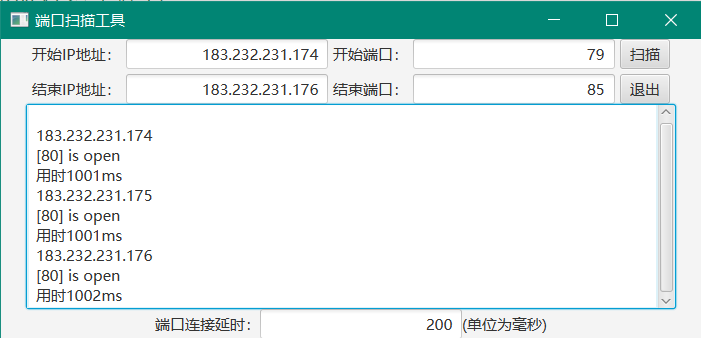 端口扫描工具
开始IP地址： 183.232.231.174 开始端口： 79 扫描
结束IP地址： 183.232.231.176 结束端口： 85 退出
183.232.231.174
[80] is open
用时1001ms
183.232.231.175
[80] is open
用时1001ms
183.232.231.176
[80] is open
用时1002ms
端口连接延时： 200 (单位为毫秒)